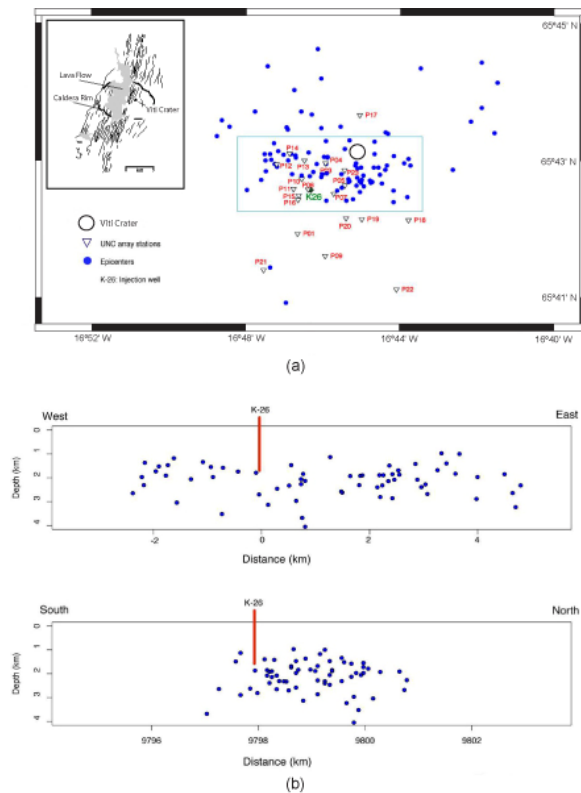 65°45' N
Lava Flow
Caldera Rim
Viti Crater
P17
P14
P13
P04
65°43' N
P12
P10
P11
P06
P15
P16
K26
P07
P20
P19
P18
Viti Crater
UNC array stations
Epicenters
K-26: Injection well
P01
P09
P21
P22
65°41' N
16°52' W
16°48' W
16°44' W
16°40' W
(a)
K-26
West
East
Depth (km)
0
1
2
3
4
-2
0
2
4
Distance (km)
K-26
South
North
Depth (km)
0
1
2
3
4
9796
9798
9800
9802
Distance (km)
(b)